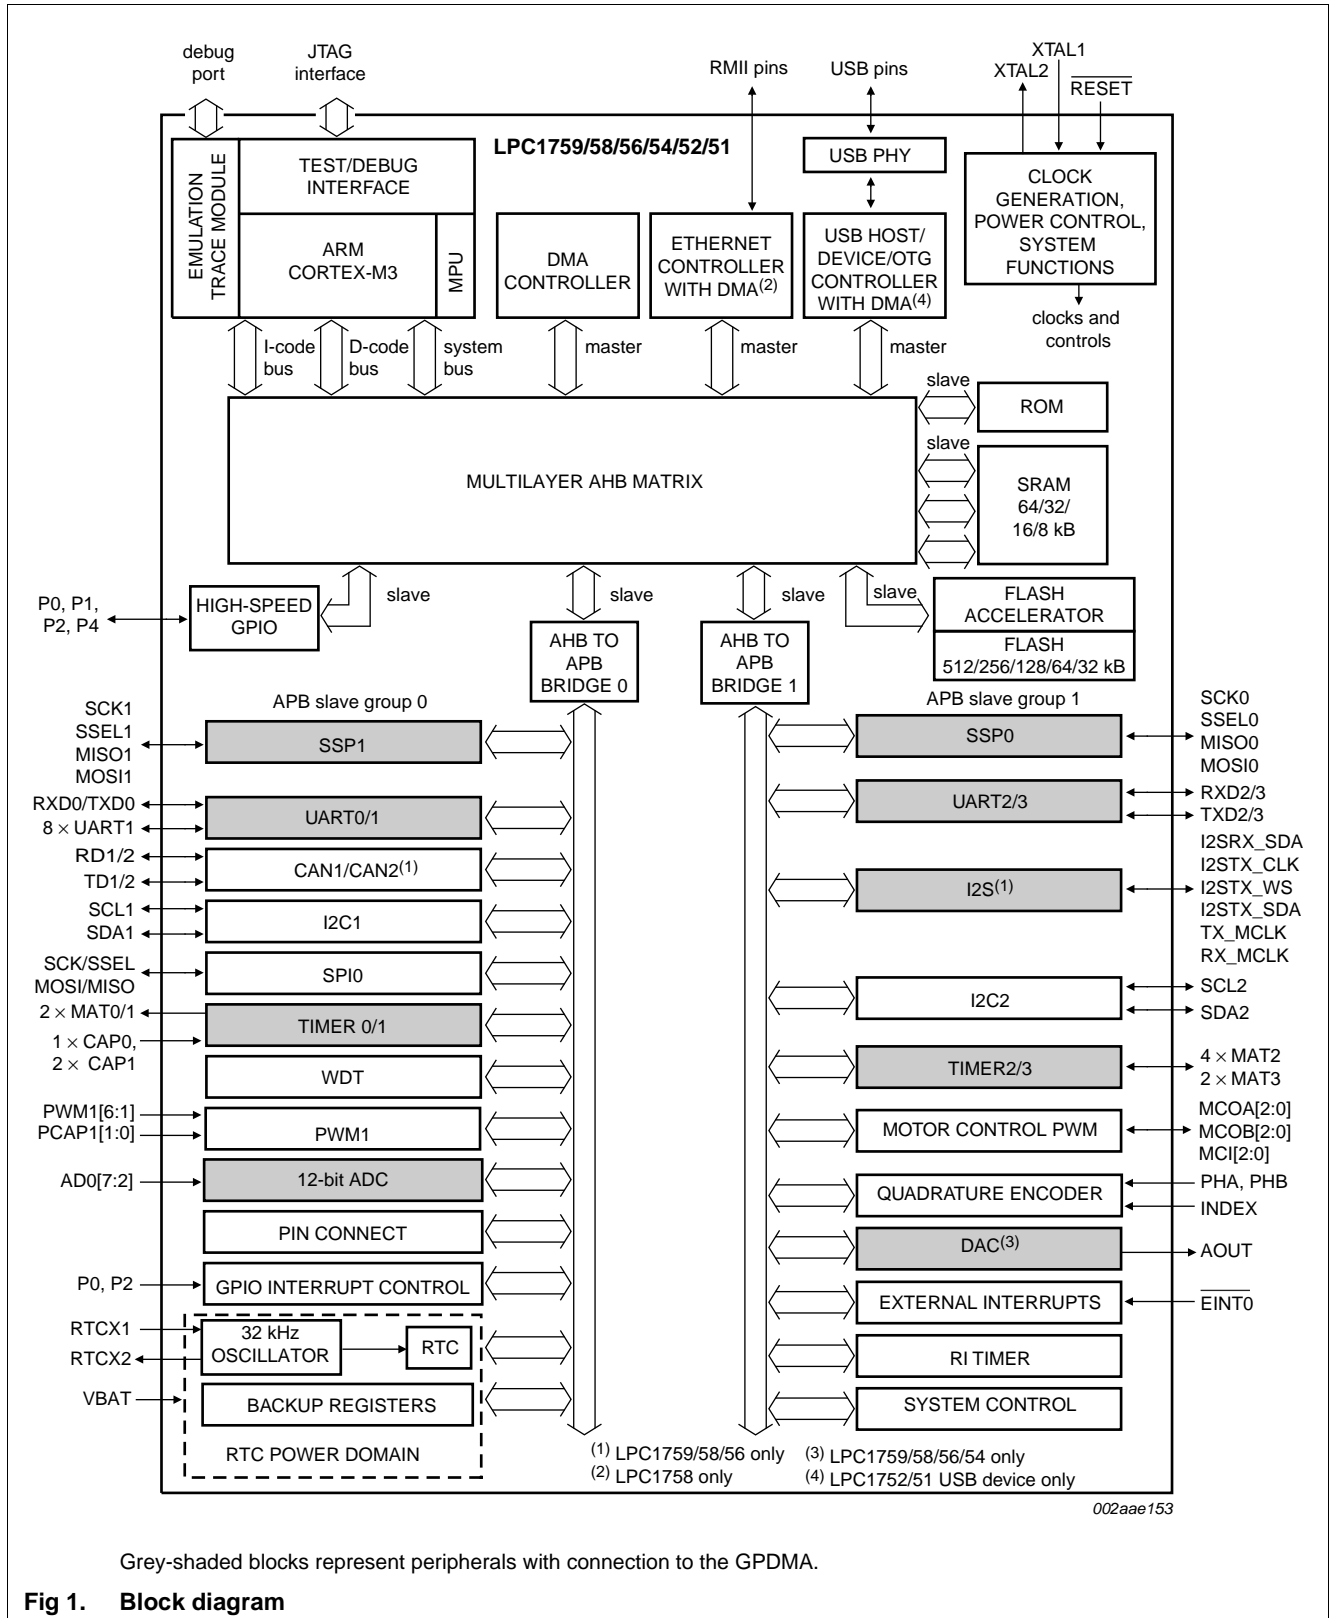 debug
port
JTAG
interface
RMII pins
USB pins
XTAL1
XTAL2
RESET
LPC1759/58/56/54/52/51
EMULATION
TRACE MODULE
TEST/DEBUG
INTERFACE
ARM
CORTEX-M3
MPU
DMA
CONTROLLER
ETHERNET
CONTROLLER
WITH DMA(2)
USB PHY
USB HOST/
DEVICE/OTG
CONTROLLER
WITH DMA(4)
CLOCK
GENERATION,
POWER CONTROL,
SYSTEM
FUNCTIONS
clocks and
controls
I-code
bus
D-code
bus
system
bus
master
master
master
slave
ROM
slave
SRAM
64/32/
16/8 kB
MULTILAYER AHB MATRIX
P0, P1,
P2, P4
HIGH-SPEED
GPIO
slave
slave
slave
slave
AHB TO
APB
BRIDGE 0
AHB TO
APB
BRIDGE 1
FLASH
ACCELERATOR
FLASH
512/256/128/64/32 kB
APB slave group 0
APB slave group 1
SCK1
SSEL1
MISO1
MOSI1
SSP1
RXD0/TXD0
8 × UART1
UART0/1
RD1/2
TD1/2
CAN1/CAN2(1)
SCL1
SDA1
I2C1
SCK/SSEL
MOSI/MISO
SPI0
2 × MAT0/1
1 × CAP0,
2 × CAP1
TIMER 0/1
WDT
PWM1[6:1]
PCAP1[1:0]
PWM1
AD0[7:2]
12-bit ADC
PIN CONNECT
P0, P2
GPIO INTERRUPT CONTROL
RTCX1
RTCX2
32 kHz
OSCILLATOR
RTC
VBAT
BACKUP REGISTERS
RTC POWER DOMAIN
SSP0
SCK0
SSEL0
MISO0
MOSI0
UART2/3
RXD2/3
TXD2/3
I2S(1)
I2SRX_SDA
I2STX_CLK
I2STX_WS
I2STX_SDA
TX_MCLK
RX_MCLK
I2C2
SCL2
SDA2
TIMER2/3
4 × MAT2
2 × MAT3
MOTOR CONTROL PWM
MCOA[2:0]
MCOB[2:0]
MCI[2:0]
QUADRATURE ENCODER
PHA, PHB
INDEX
DAC(3)
AOUT
EXTERNAL INTERRUPTS
EINT0
RI TIMER
SYSTEM CONTROL
(1) LPC1759/58/56 only
(2) LPC1758 only
(3) LPC1759/58/56/54 only
(4) LPC1752/51 USB device only
002aae153
Grey-shaded blocks represent peripherals with connection to the GPDMA.
Fig 1. Block diagram